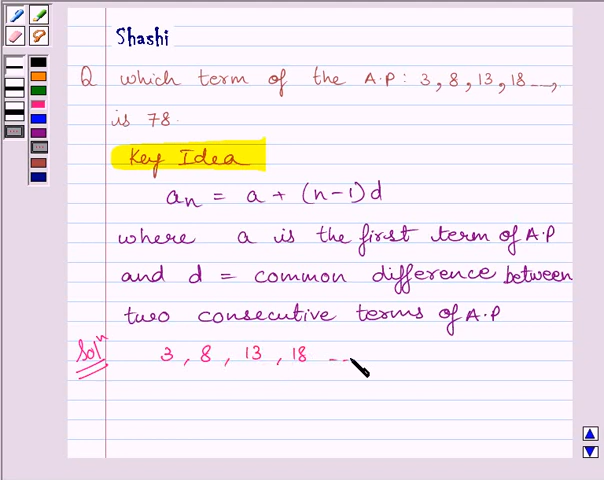 Shashi
Q which term of the A.P: 3, 8, 13, 18 ---,
is 78.
Key Idea
aₙ = a + (n-1)d
where a is the first term of A.P
and d = common difference between
two consecutive terms of A.P
Solⁿ 3, 8, 13, 18 ---